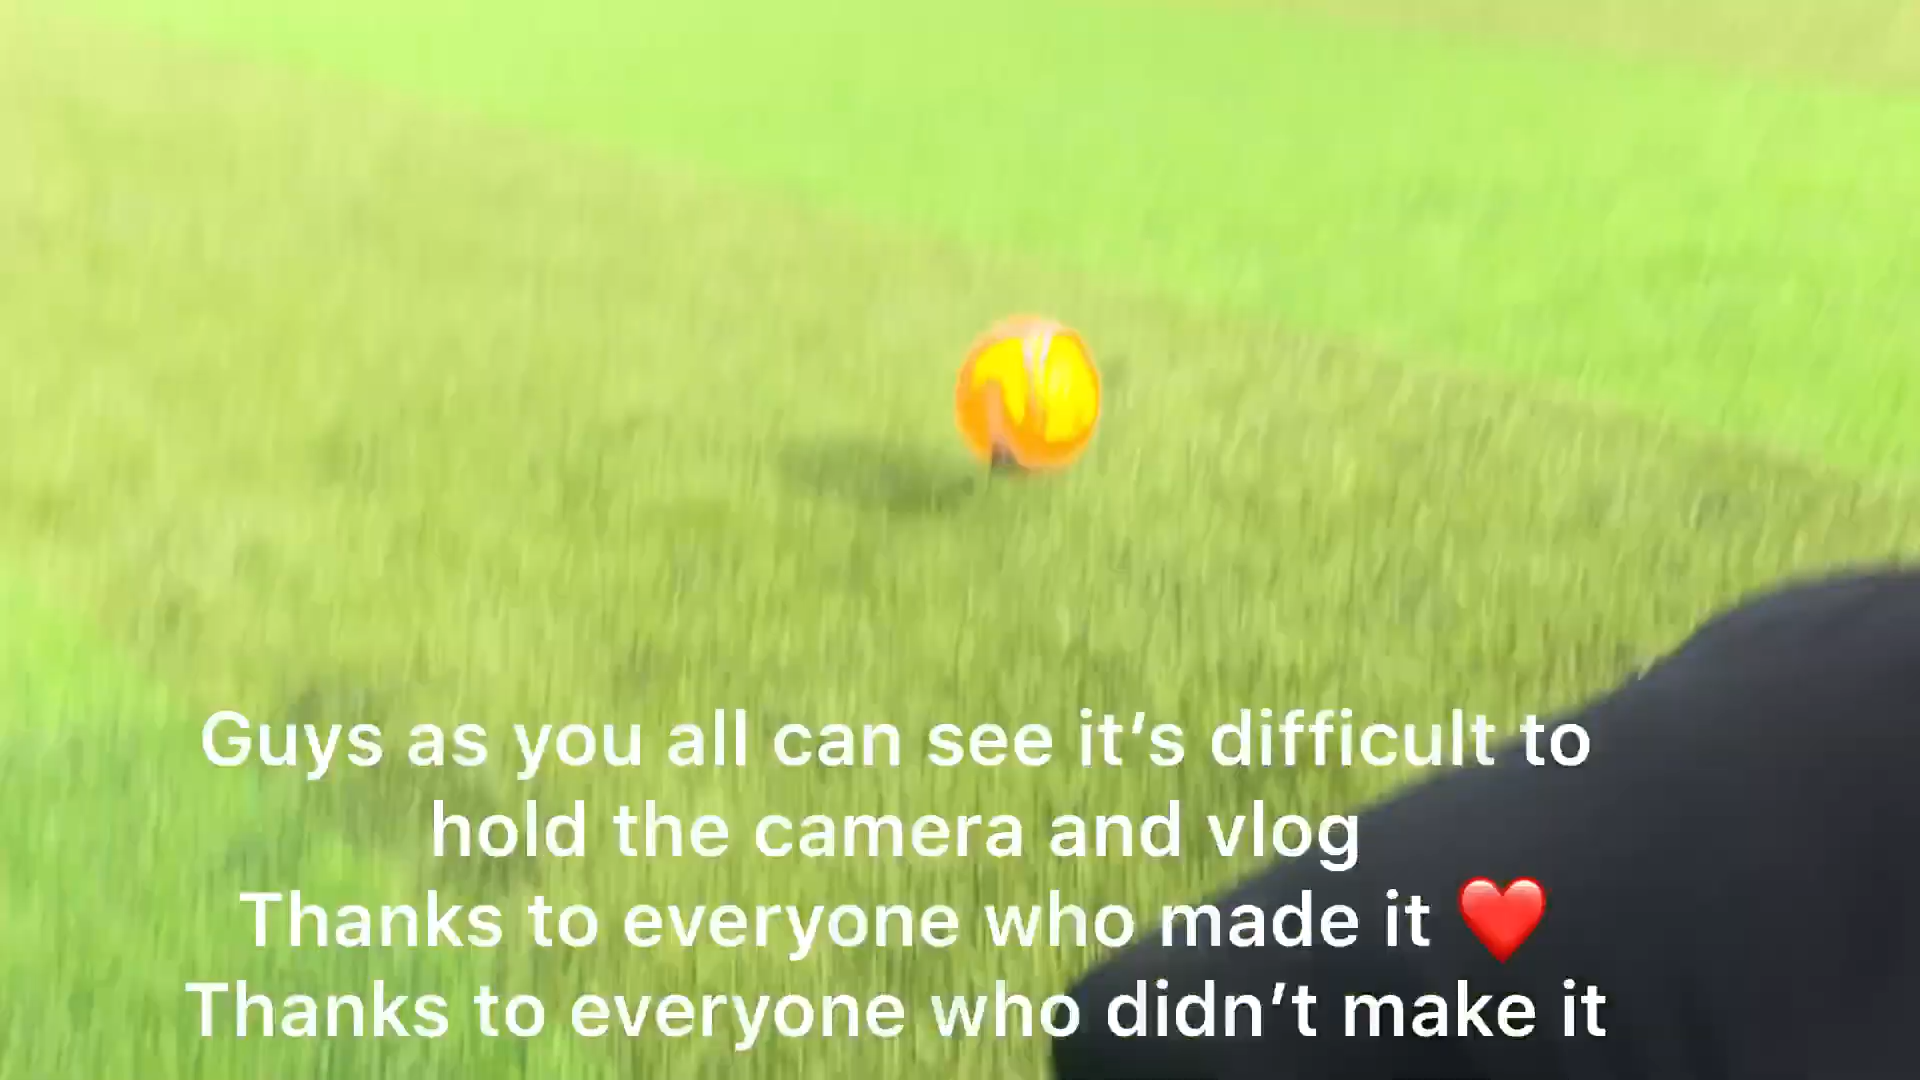 Guys as you all can see it’s difficult to
hold the camera and vlog
Thanks to everyone who made it ❤️
Thanks to everyone who didn’t make it